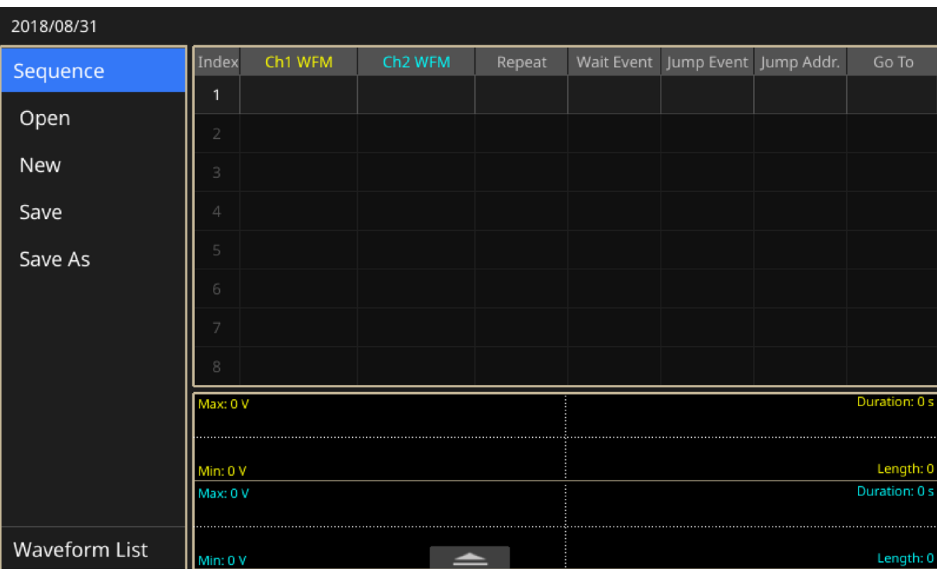 2018/08/31
Sequence
Open
New
Save
Save As
Waveform List
Index Ch1 WFM Ch2 WFM Repeat Wait Event Jump Event Jump Addr. Go To
1
2
3
4
5
6
7
8
Max: 0 V Duration: 0 s
Min: 0 V Length: 0
Max: 0 V Duration: 0 s
Min: 0 V Length: 0